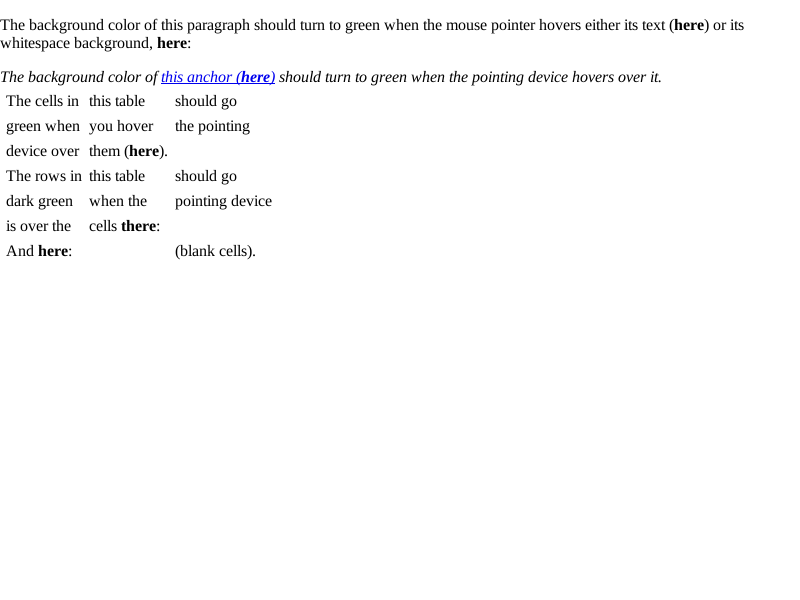 The background color of this paragraph should turn to green when the mouse pointer hovers either its text (here) or its
whitespace background, here:
The background color of this anchor (here) should turn to green when the pointing device hovers over it.
The cells in this table should go
green when you hover the pointing
device over them (here).
The rows in this table should go
dark green when the pointing device
is over the cells there:
And here: (blank cells).